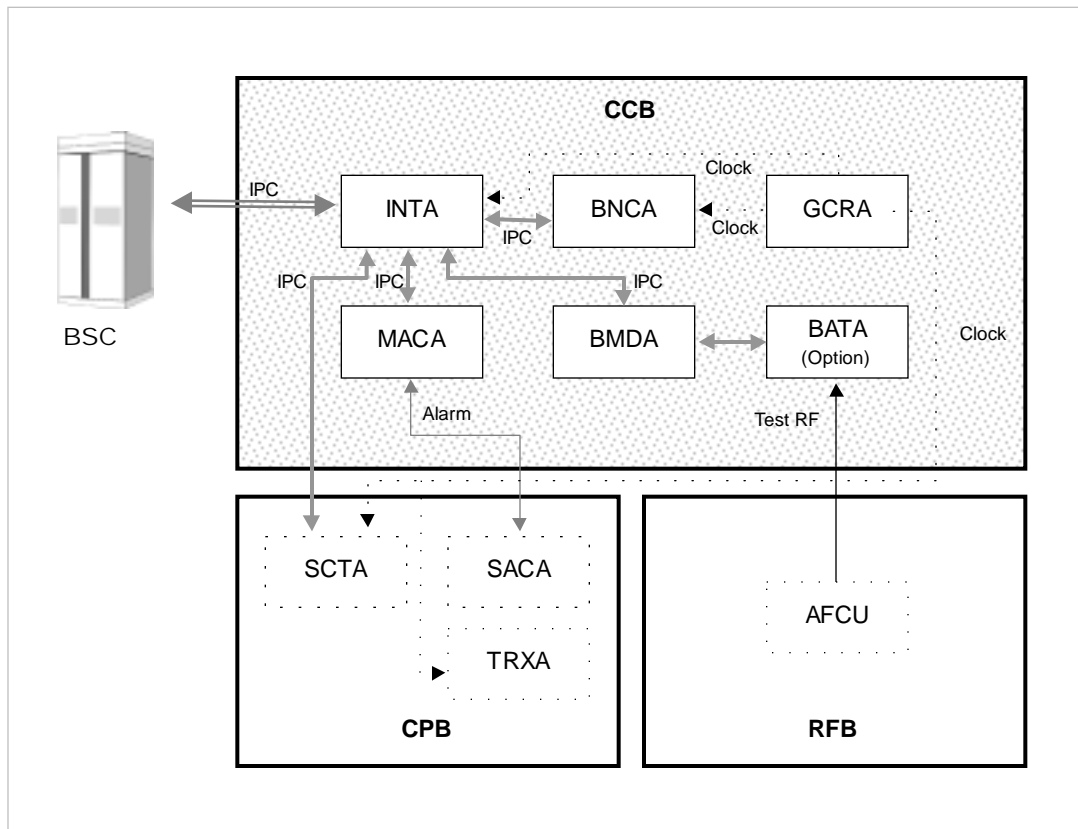 CCB
Clock
IPC
INTA
BNCA
GCRA
Clock
IPC
IPC
IPC
IPC
BSC
MACA
BMDA
BATA
(Option)
Clock
Alarm
Test RF
SCTA
SACA
AFCU
TRXA
CPB
RFB